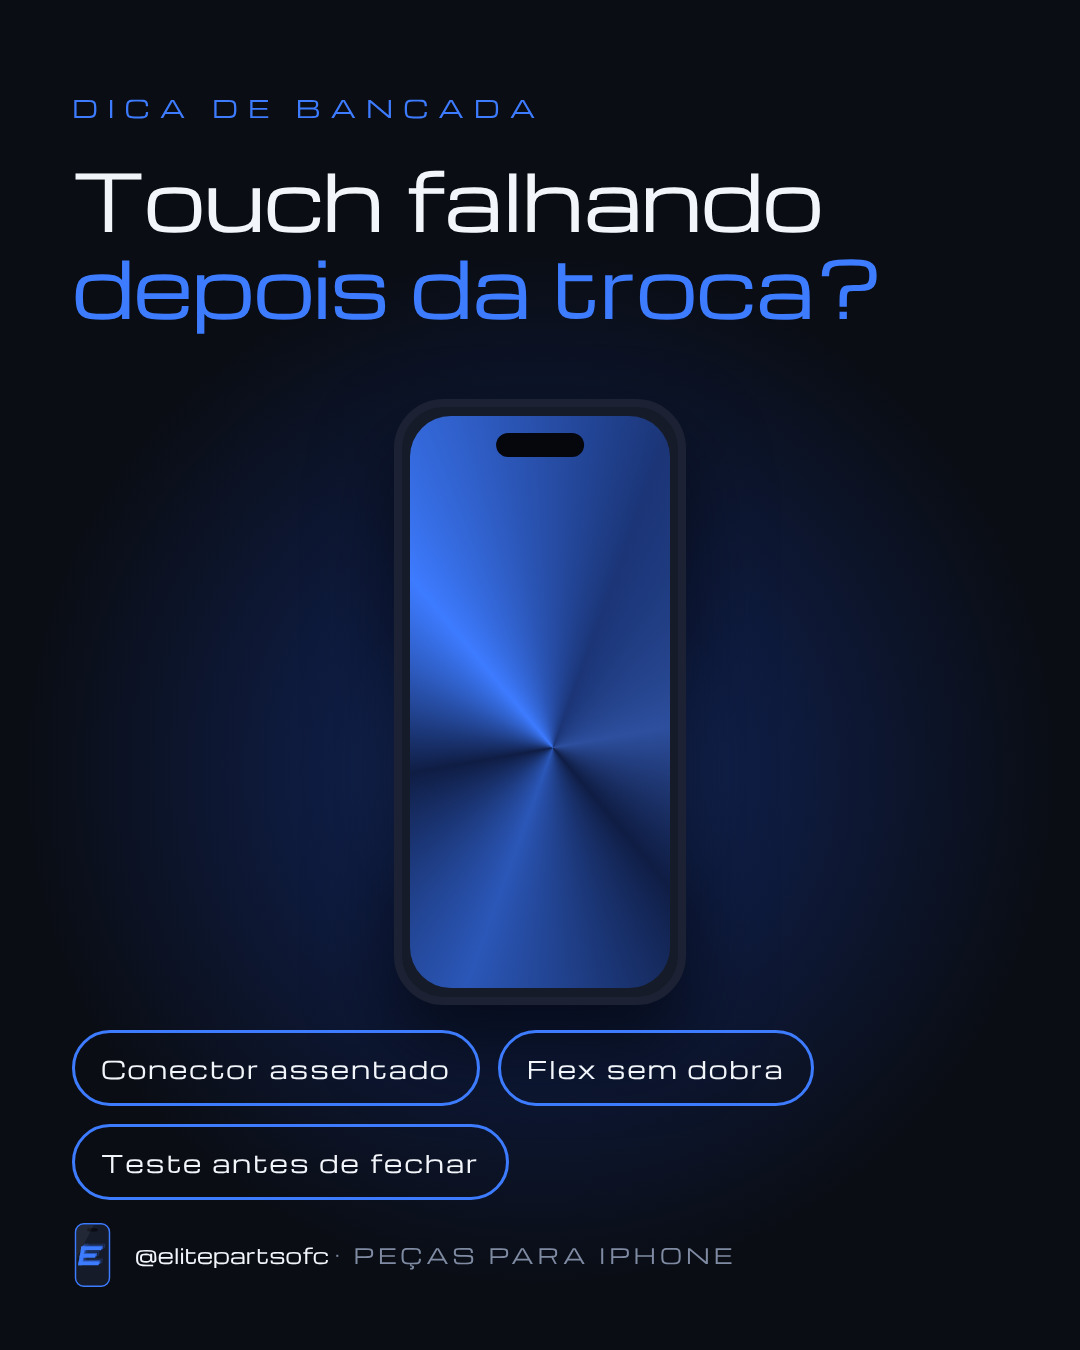 DICA DE BANCADA
Touch falhando
depois da troca?
Conector assentado
Flex sem dobra
Teste antes de fechar
E
@elitepartsofc · PEÇAS PARA IPHONE